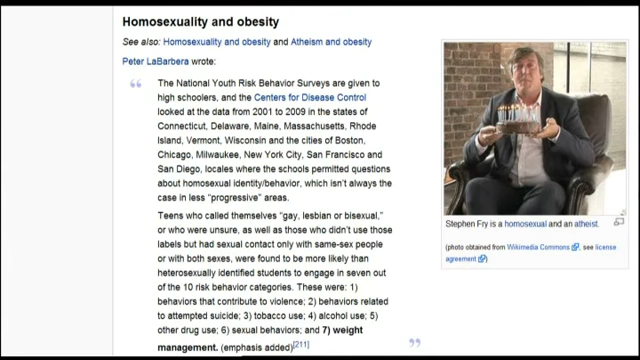 Homosexuality and obesity
See also: Homosexuality and obesity and Atheism and obesity
Peter LaBarbera wrote:
“
The National Youth Risk Behavior Surveys are given to
high schoolers, and the Centers for Disease Control
looked at the data from 2001 to 2009 in the states of
Connecticut, Delaware, Maine, Massachusetts, Rhode
Island, Vermont, Wisconsin and the cities of Boston,
Chicago, Milwaukee, New York City, San Francisco and
San Diego, locales where the schools permitted questions
about homosexual identity/behavior, which isn't always the
case in less “progressive” areas.
Teens who called themselves “gay, lesbian or bisexual,”
or who were unsure, as well as those who didn't use those
labels but had sexual contact only with same-sex people
or with both sexes, were found to be more likely than
heterosexually identified students to engage in seven out
of the 10 risk behavior categories. These were: 1)
behaviors that contribute to violence; 2) behaviors related
to attempted suicide; 3) tobacco use; 4) alcohol use; 5)
other drug use; 6) sexual behaviors; and 7) weight
management. (emphasis added)[211]
”
Stephen Fry is a homosexual and an atheist.
(photo obtained from Wikimedia Commons, see license
agreement)